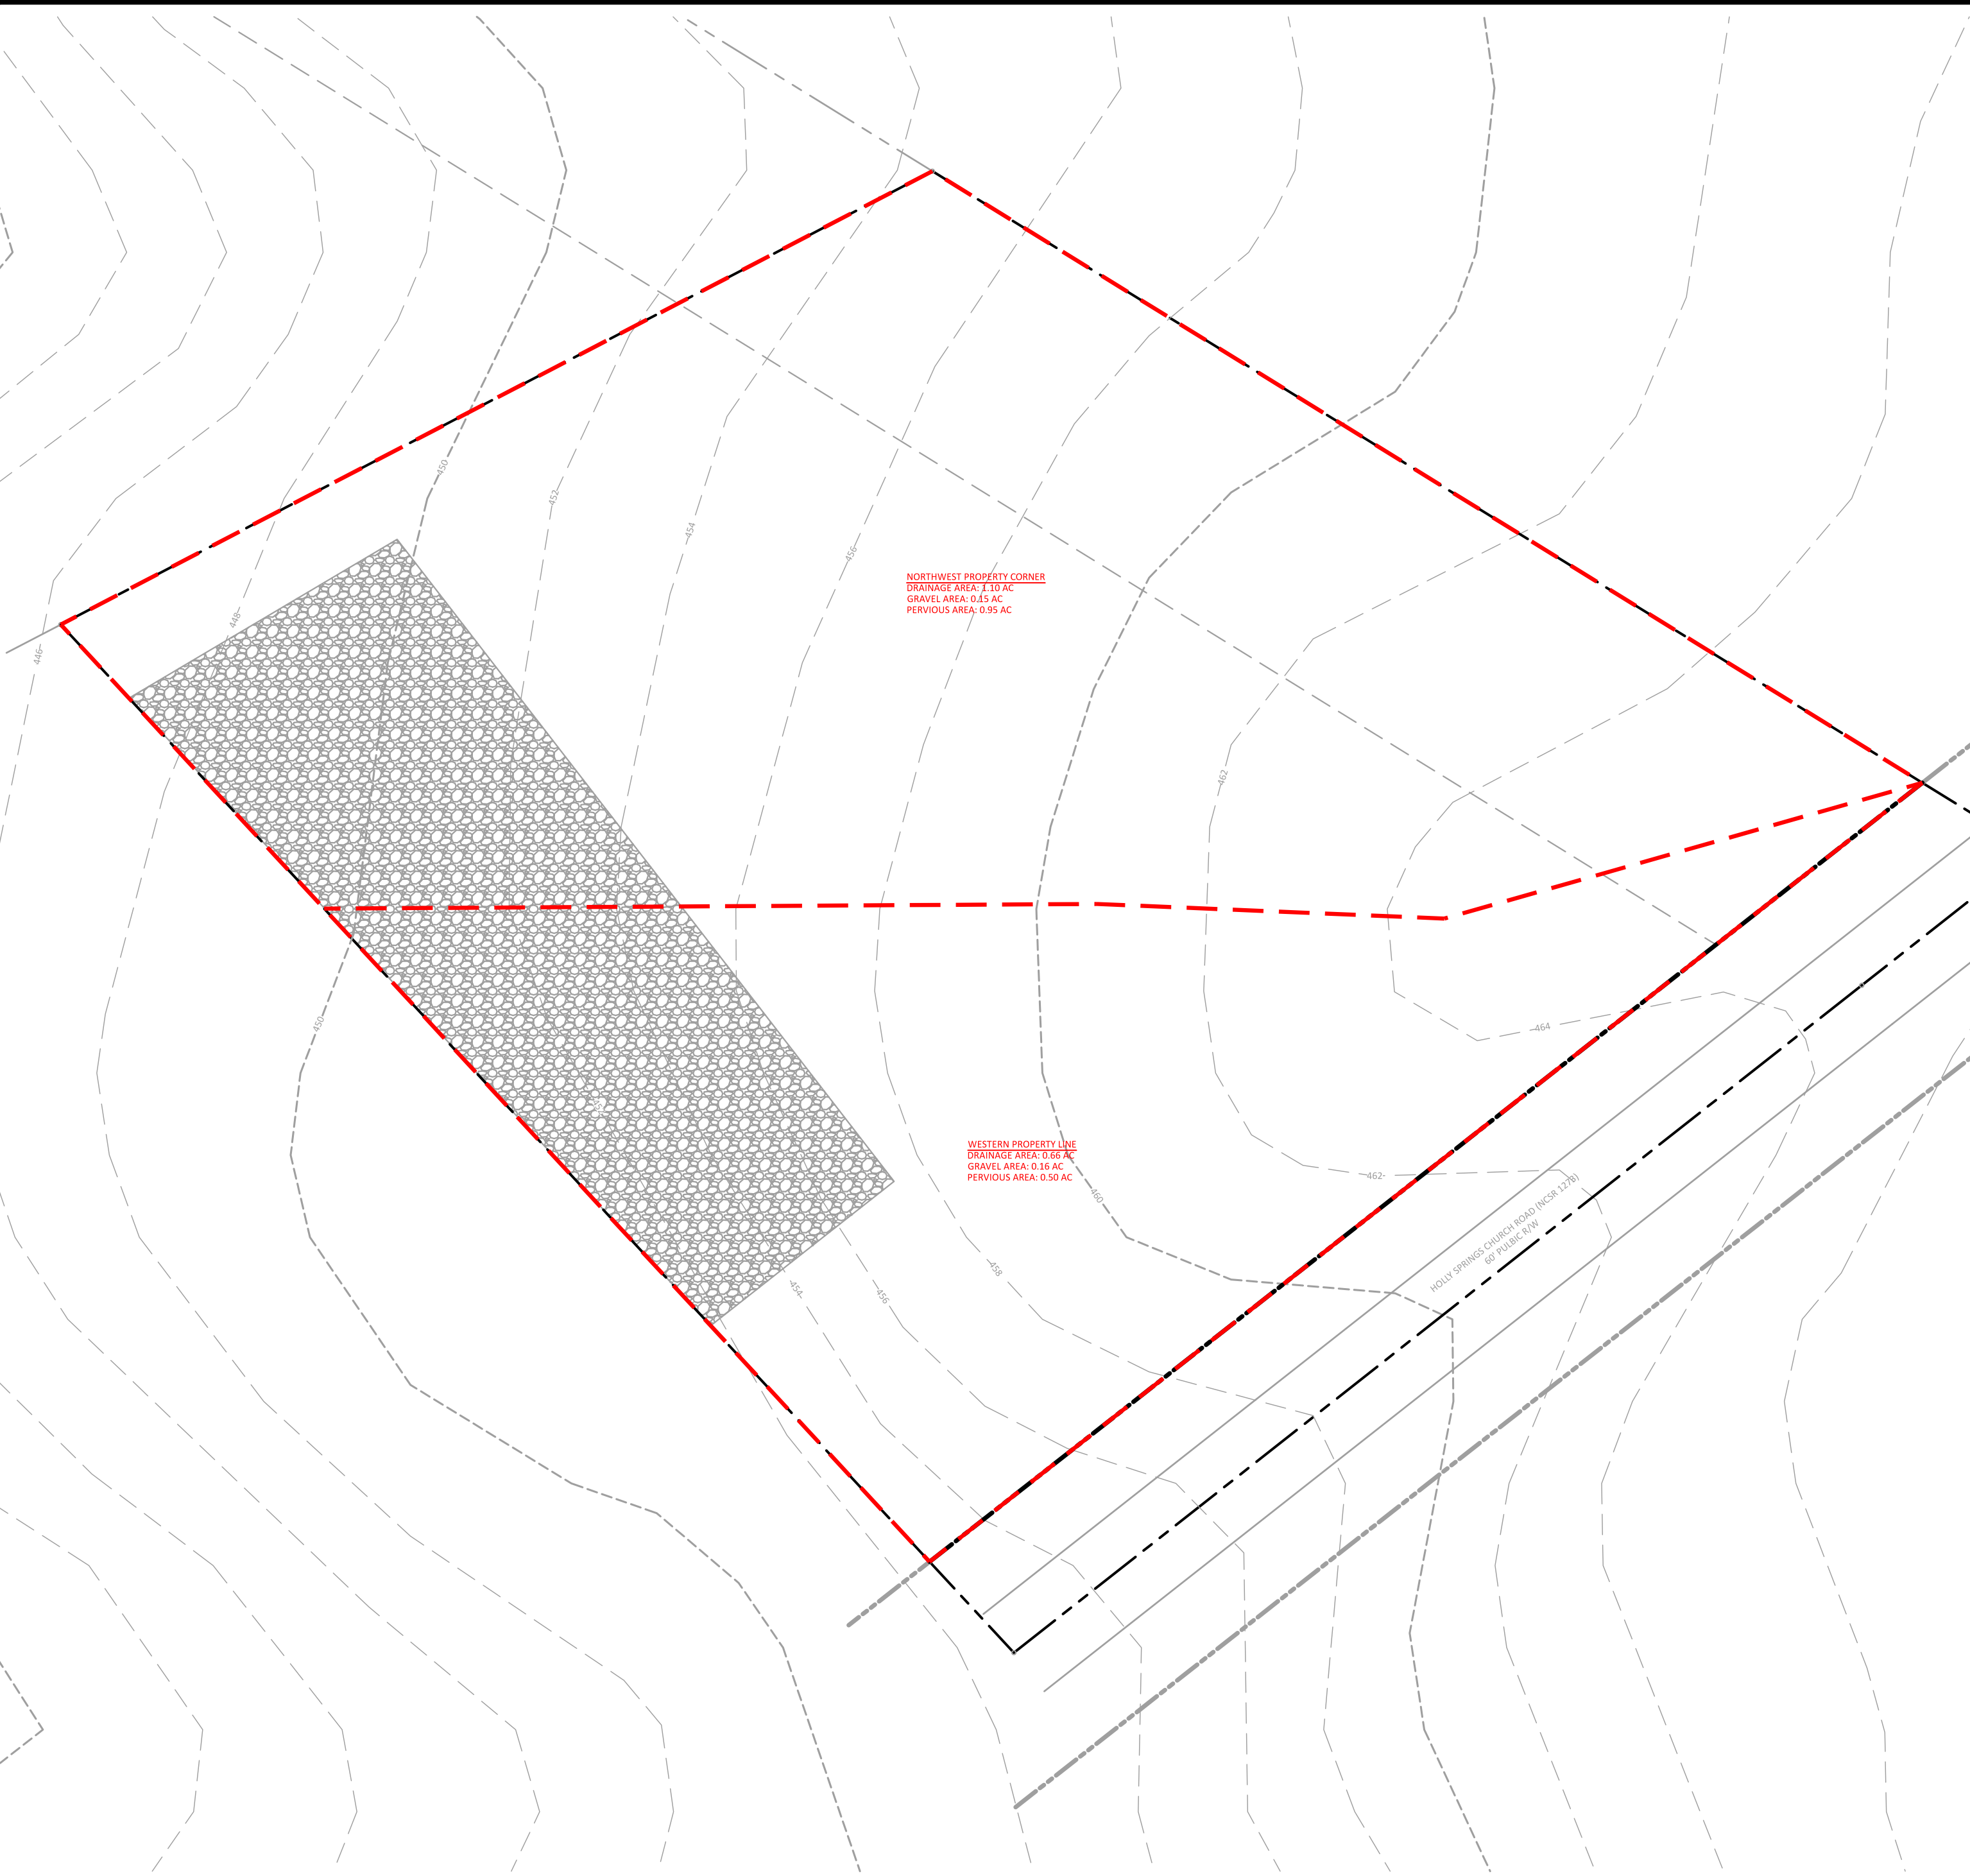 450
452
454
456
NORTHWEST PROPERTY CORNER
DRAINAGE AREA: 1.10 AC
GRAVEL AREA: 0.15 AC
PERVIOUS AREA: 0.95 AC
448
446
462
450
464
WESTERN PROPERTY LINE
DRAINAGE AREA: 0.66 AC
GRAVEL AREA: 0.16 AC
PERVIOUS AREA: 0.50 AC
462
460
HOLLY SPRINGS CHURCH ROAD (NCSR 1270)
60' PULBIC R/W
458
454
456